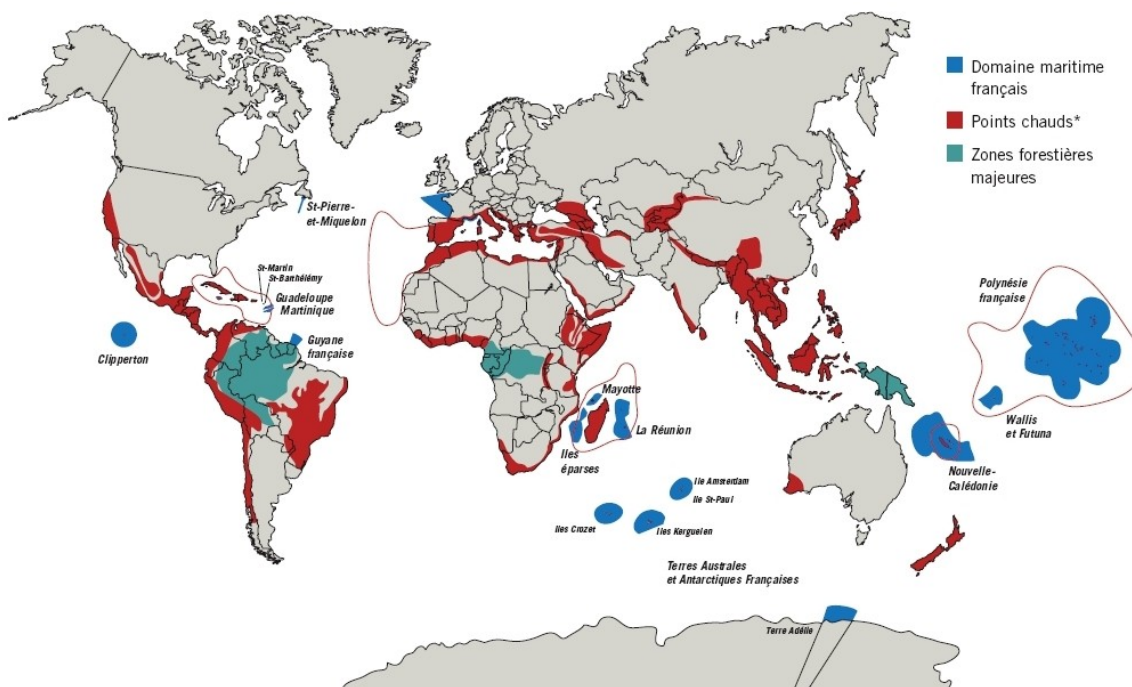 Domaine maritime
français
Points chauds*
Zones forestières
majeures
St-Pierre-
et-Miquelon
St-Martin
St-Barthélémy
Guadeloupe
Martinique
Clipperton
Guyane
française
Polynésie
française
Wallis
et Futuna
Mayotte
La Réunion
Iles
éparses
Nouvelle-
Calédonie
Ile Amsterdam
Ile St-Paul
Iles Crozet
Iles Kerguelen
Terres Australes
et Antarctiques Françaises
Terre Adélie